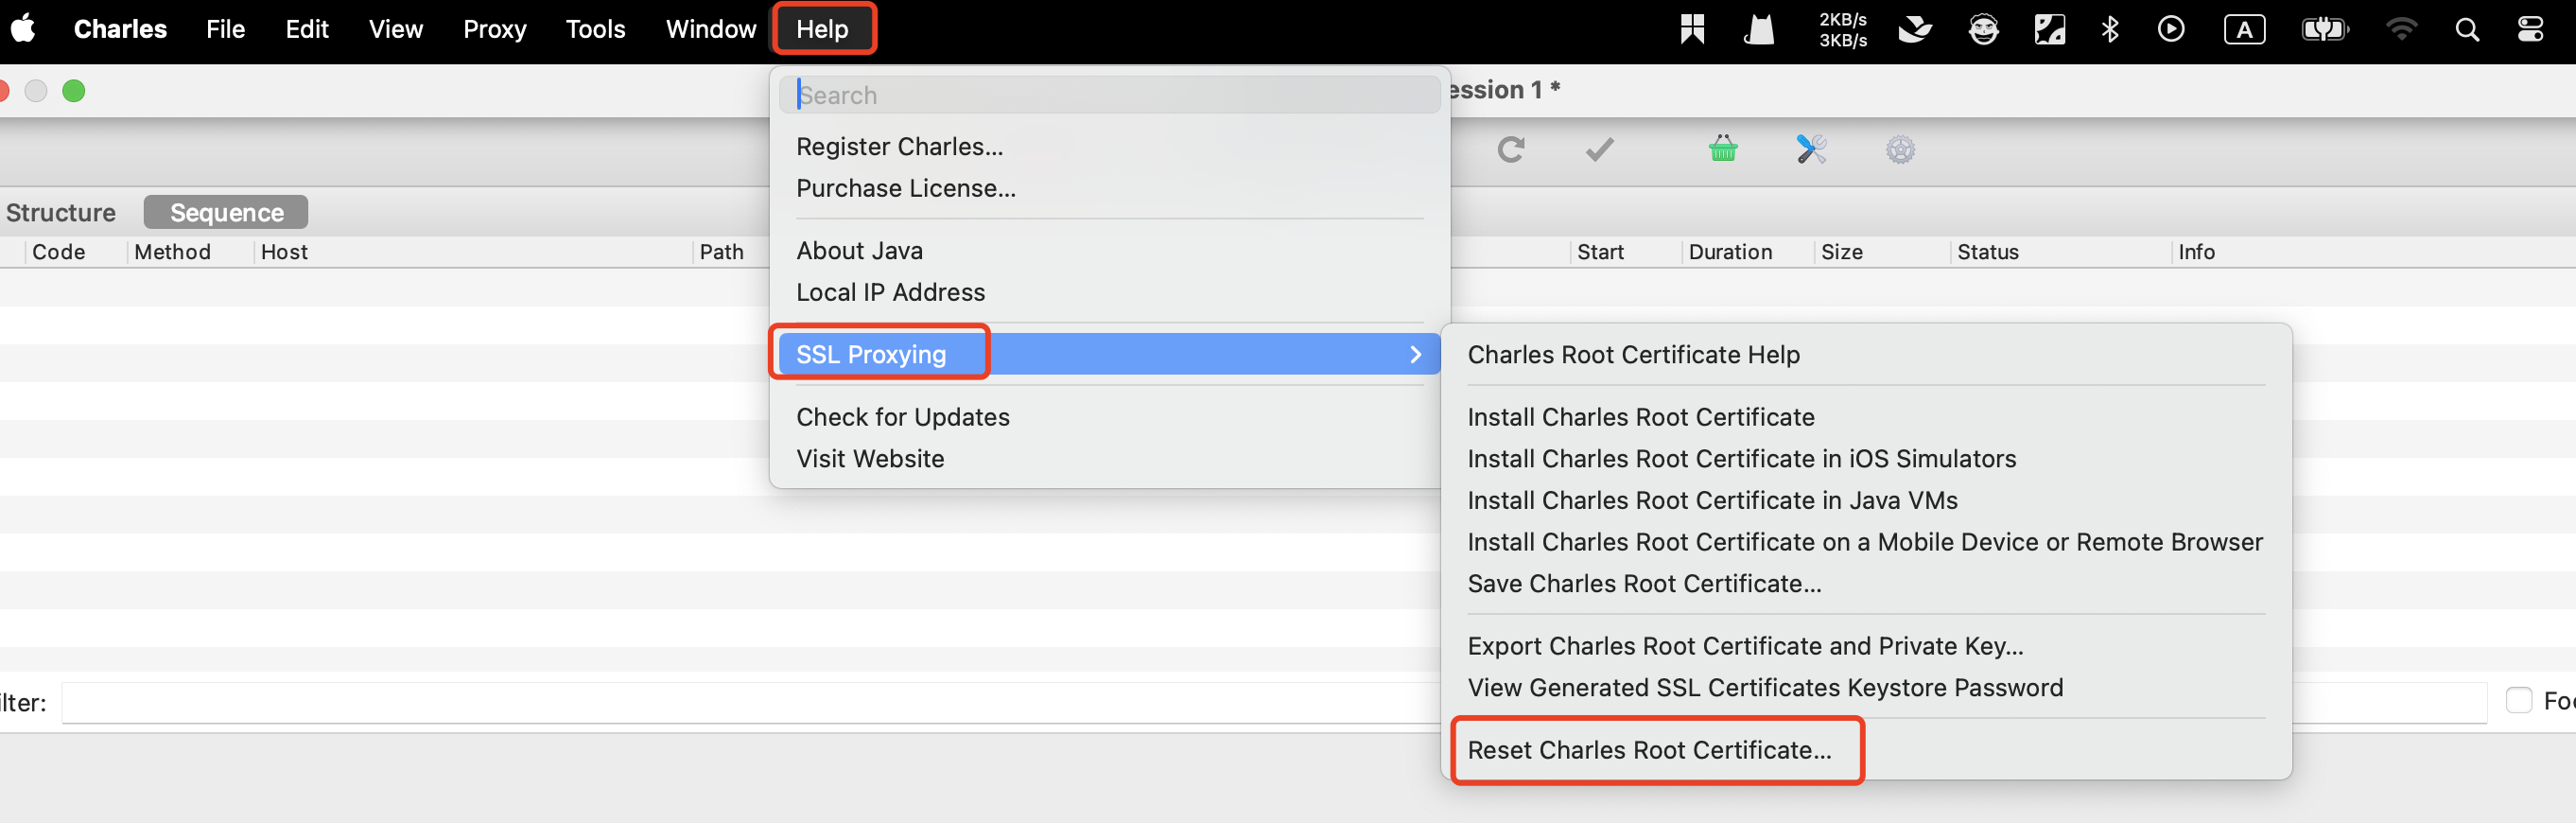 Charles File Edit View Proxy Tools Window Help 2KB/s A
3KB/s
Search
ession 1 *
Register Charles...
Purchase License...
Structure Sequence
Code Method Host Path Start Duration Size Status Info
About Java
Local IP Address
SSL Proxying
Check for Updates
Visit Website
Charles Root Certificate Help
Install Charles Root Certificate
Install Charles Root Certificate in iOS Simulators
Install Charles Root Certificate in Java VMs
Install Charles Root Certificate on a Mobile Device or Remote Browser
Save Charles Root Certificate...
Export Charles Root Certificate and Private Key...
View Generated SSL Certificates Keystore Password
Reset Charles Root Certificate...
ilter: Foc